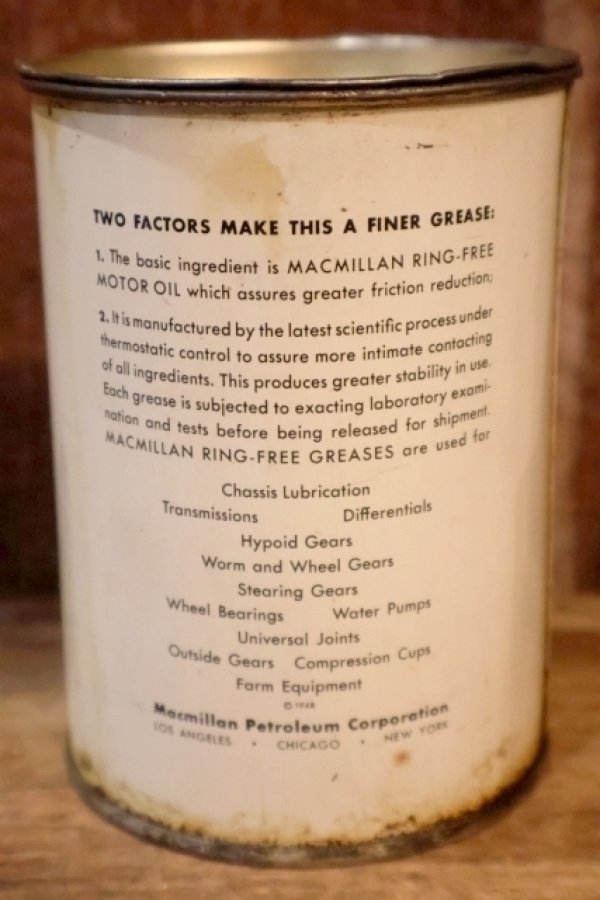 TWO FACTORS MAKE THIS A FINER GREASE:
1. The basic ingredient is MACMILLAN RING-FREE
MOTOR OIL which assures greater friction reduction;
2. It is manufactured by the latest scientific process under
thermostatic control to assure more intimate contacting
of all ingredients. This produces greater stability in use.
Each grease is subjected to exacting laboratory exami-
nation and tests before being released for shipment.
MACMILLAN RING-FREE GREASES are used for
Chassis Lubrication
Transmissions Differentials
Hypoid Gears
Worm and Wheel Gears
Stearing Gears
Wheel Bearings Water Pumps
Universal Joints
Outside Gears Compression Cups
Farm Equipment
© 1948
Macmillan Petroleum Corporation
LOS ANGELES • CHICAGO • NEW YORK